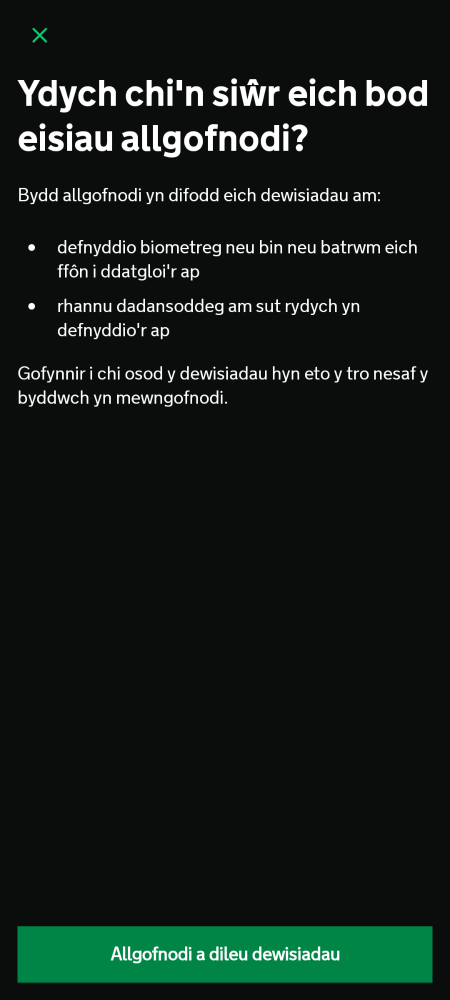 Ydych chi'n siŵr eich bod
eisiau allgofnodi?
Bydd allgofnodi yn difodd eich dewisiadau am:
• defnyddio biometreg neu bin neu batrwm eich
ffôn i ddatgloi'r ap
• rhannu dadansoddeg am sut rydych yn
defnyddio'r ap
Gofynnir i chi osod y dewisiadau hyn eto y tro nesaf y
byddwch yn mewngofnodi.
Allgofnodi a dileu dewisiadau